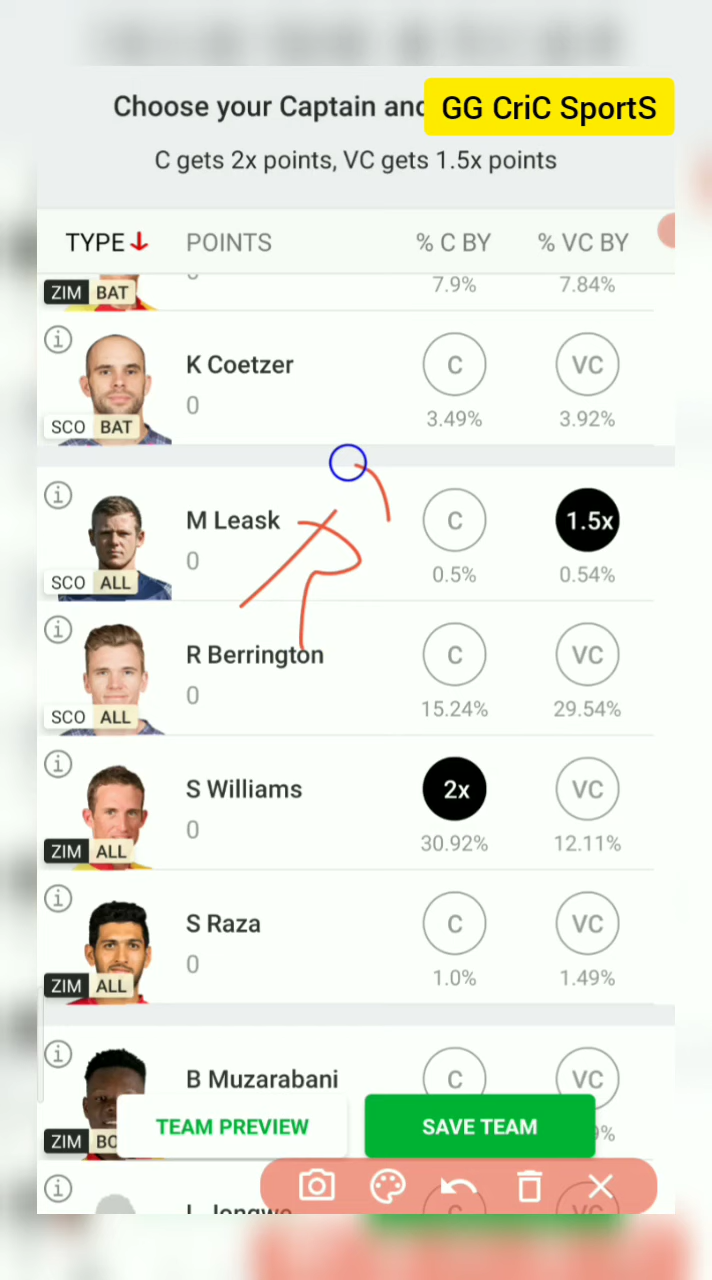 Choose your Captain and
GG CriC SportS
C gets 2x points, VC gets 1.5x points
TYPE POINTS % C BY % VC BY
ZIM BAT 7.9% 7.84%
K Coetzer C VC
0
SCO BAT 3.49% 3.92%
M Leask C 1.5x
0
SCO ALL 0.5% 0.54%
R Berrington C VC
0
SCO ALL 15.24% 29.54%
S Williams 2x VC
0
ZIM ALL 30.92% 12.11%
S Raza C VC
0
ZIM ALL 1.0% 1.49%
B Muzarabani C VC
ZIM
TEAM PREVIEW SAVE TEAM
L Jongwe C VC